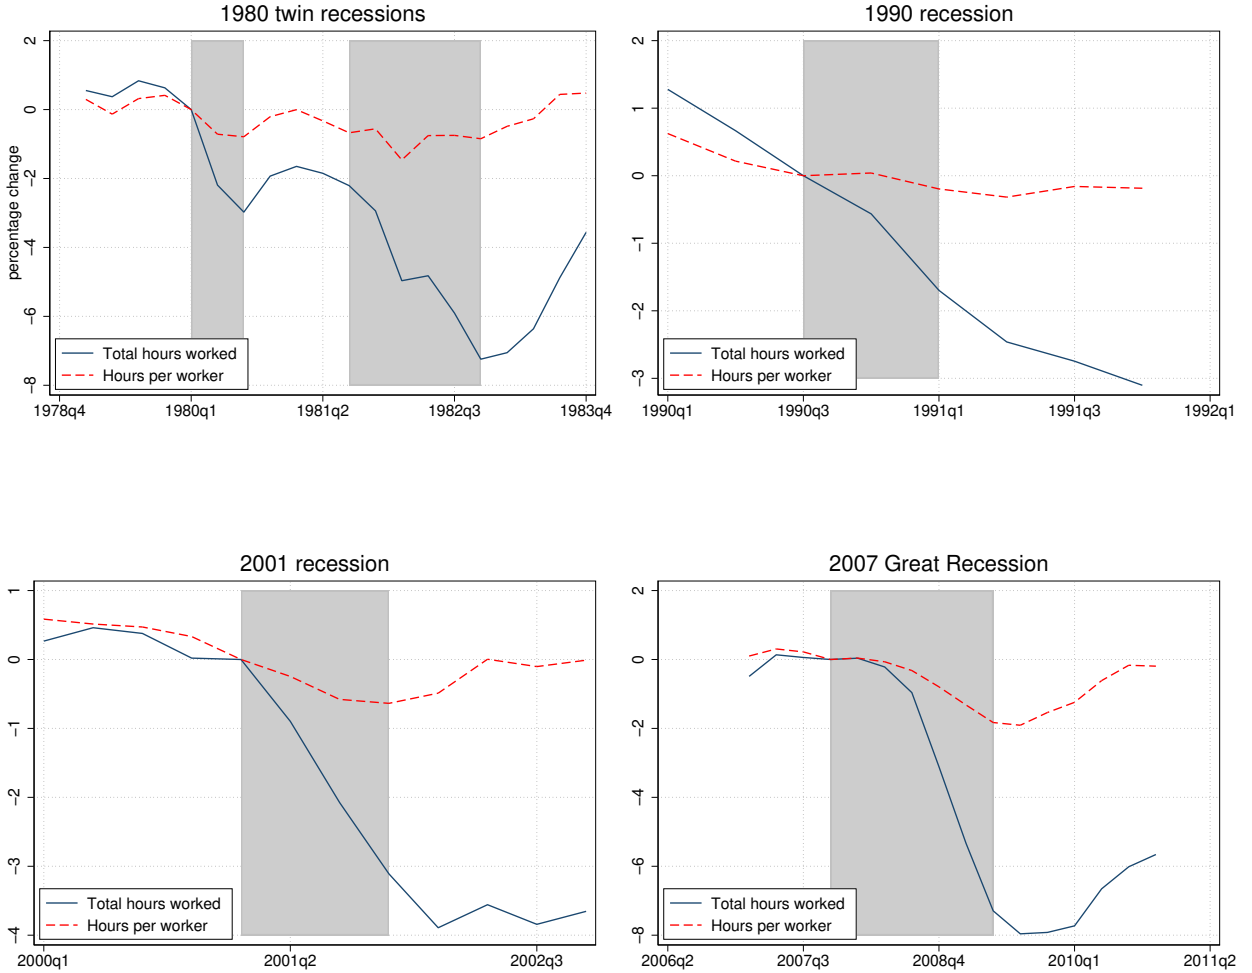 1980 twin recessions
percentage change
2
0
−2
−4
−6
−8
Total hours worked
Hours per worker
1978q4 1980q1 1981q2 1982q3 1983q4
1990 recession
2
1
0
−1
−2
−3
Total hours worked
Hours per worker
1990q1 1990q3 1991q1 1991q3 1992q1
2001 recession
1
0
−1
−2
−3
−4
Total hours worked
Hours per worker
2000q1 2001q2 2002q3
2007 Great Recession
2
0
−2
−4
−6
−8
Total hours worked
Hours per worker
2006q2 2007q3 2008q4 2010q1 2011q2